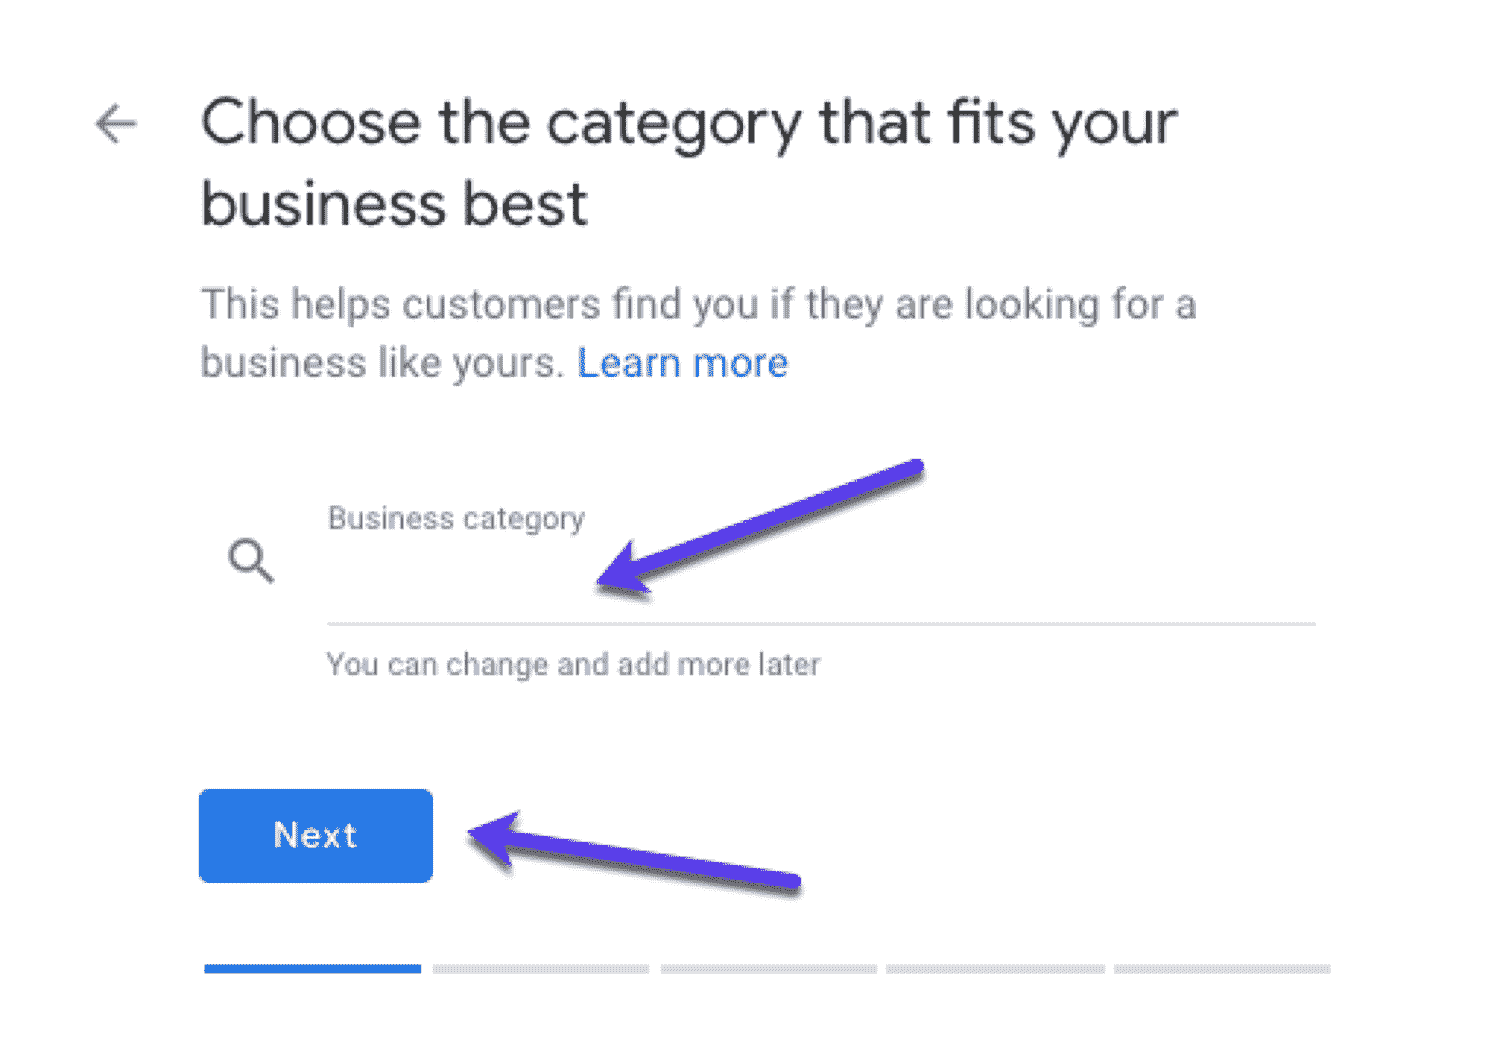 Choose the category that fits your
business best
This helps customers find you if they are looking for a
business like yours. Learn more
Business category
You can change and add more later
Next